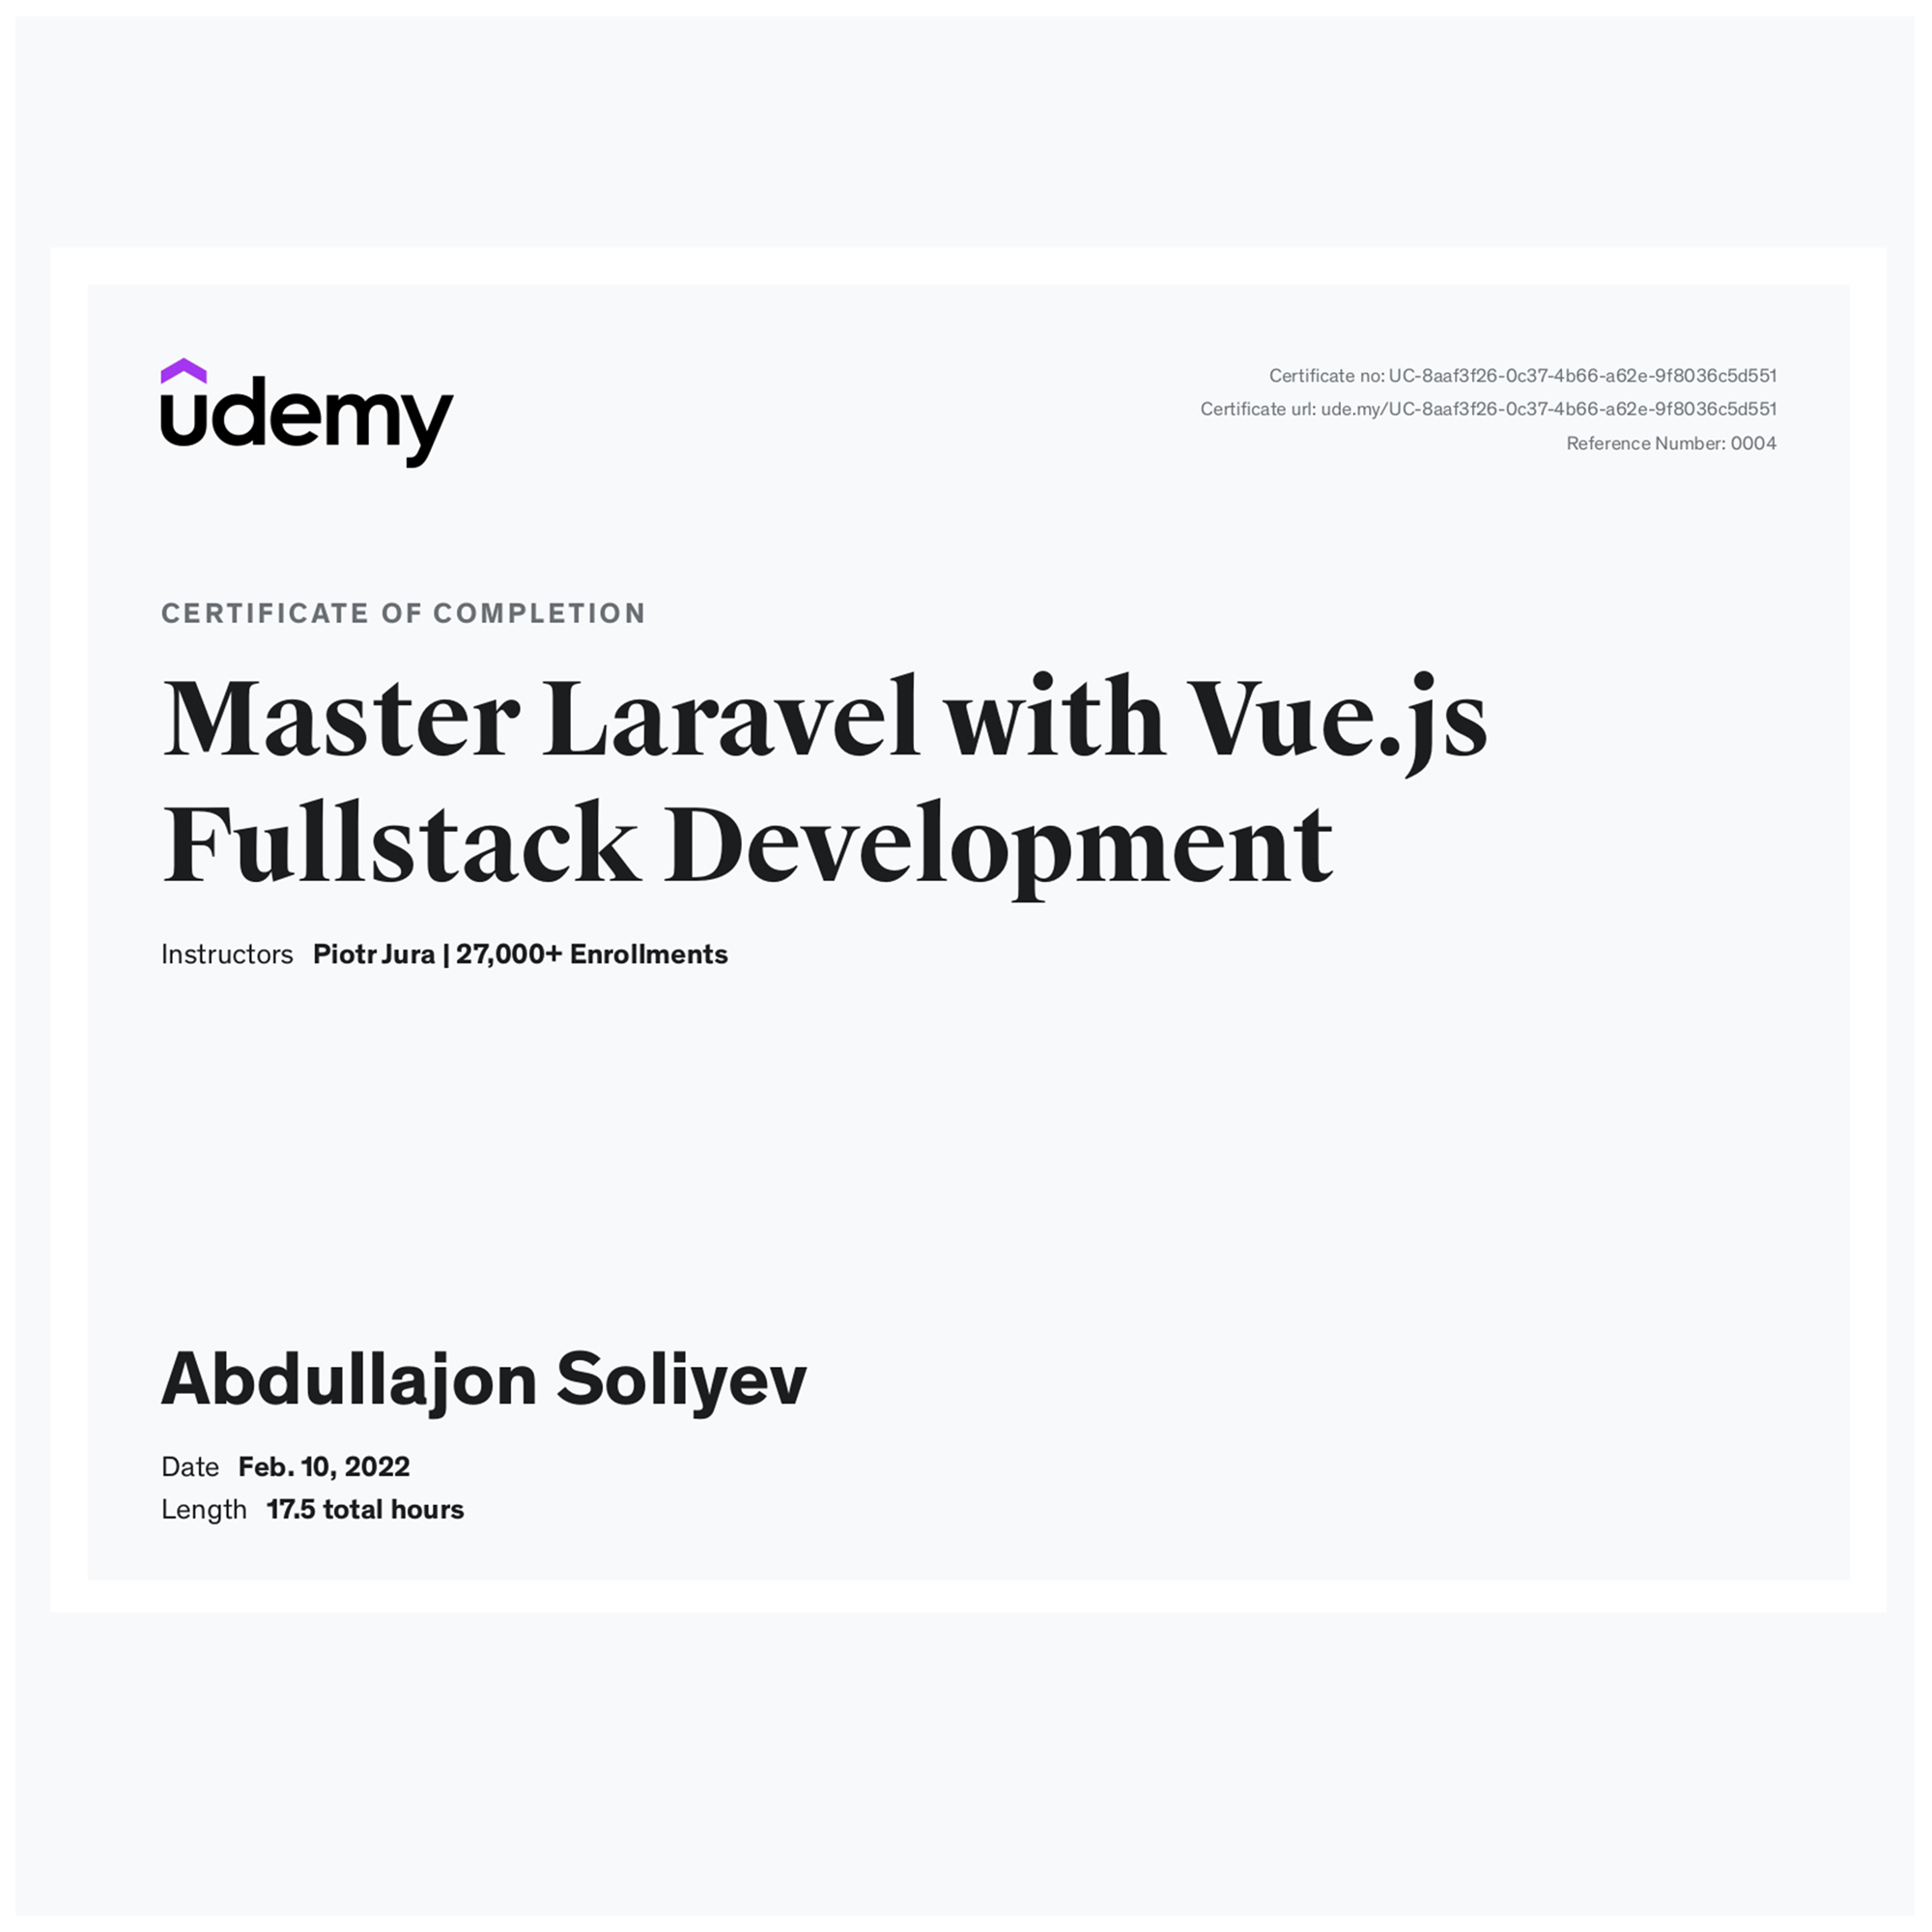 udemy
Certificate no: UC-8aaf3f26-0c37-4b66-a62e-9f8036c5d551
Certificate url: ude.my/UC-8aaf3f26-0c37-4b66-a62e-9f8036c5d551
Reference Number: 0004
CERTIFICATE OF COMPLETION
Master Laravel with Vue.js
Fullstack Development
Instructors Piotr Jura | 27,000+ Enrollments
Abdullajon Soliyev
Date Feb. 10, 2022
Length 17.5 total hours